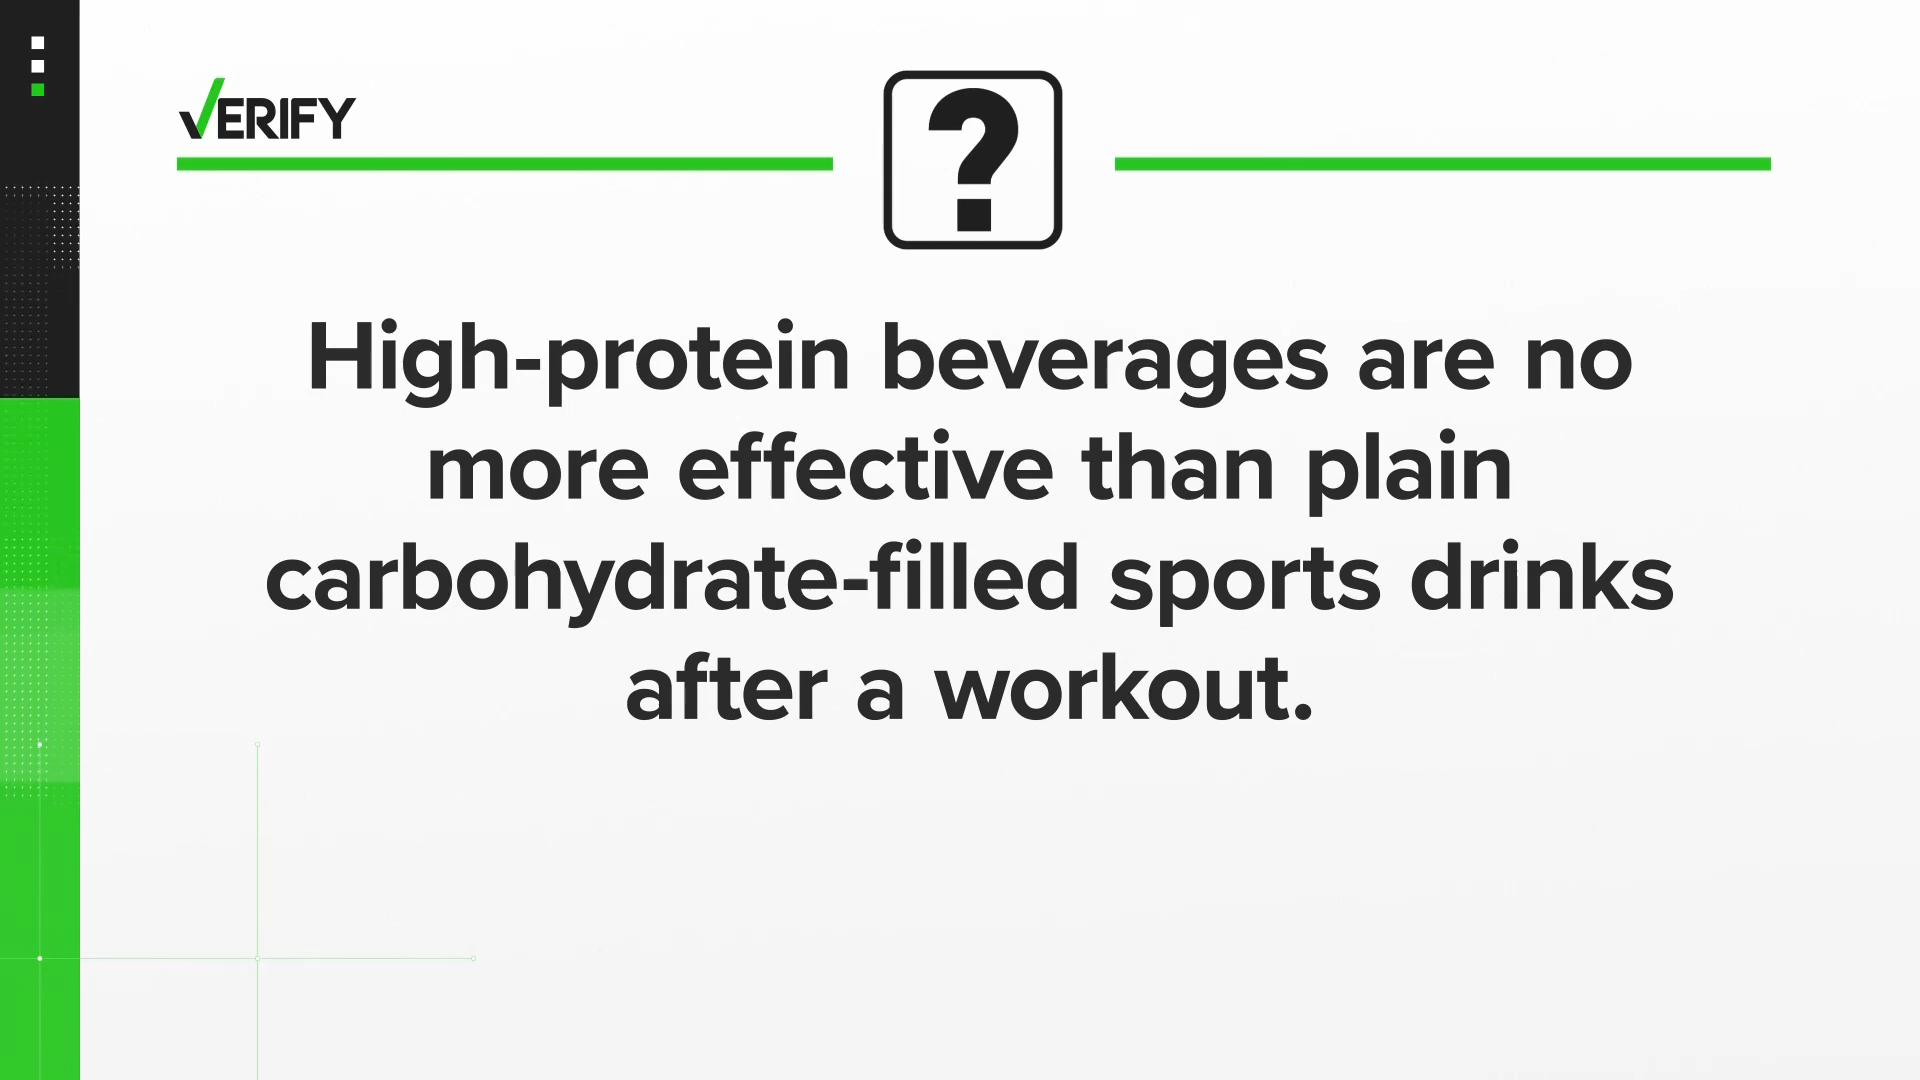 VERIFY
?
High-protein beverages are no
more effective than plain
carbohydrate-filled sports drinks
after a workout.